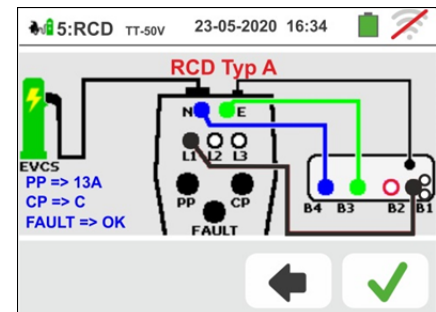 5:RCD TT-50V 23-05-2020 16:34
RCD Typ A
N E
L1 L2 L3
EVCS
PP => 13A
CP => C
FAULT => OK
PP CP
FAULT
B4 B3 B2 B1